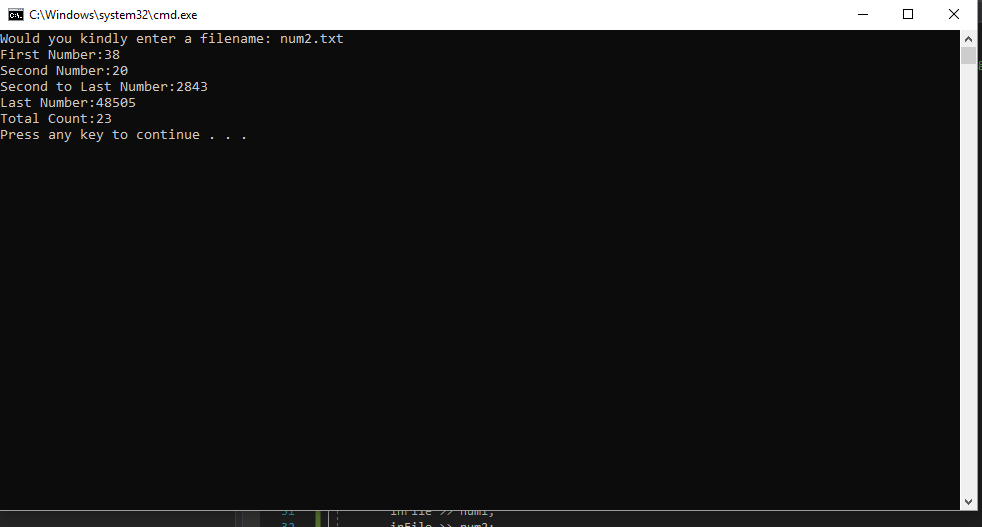 C:\Windows\system32\cmd.exe
Would you kindly enter a filename: num2.txt
First Number:38
Second Number:20
Second to Last Number:2843
Last Number:48505
Total Count:23
Press any key to continue . . .
31 inFile >> num1;
32 inFile >> num2;